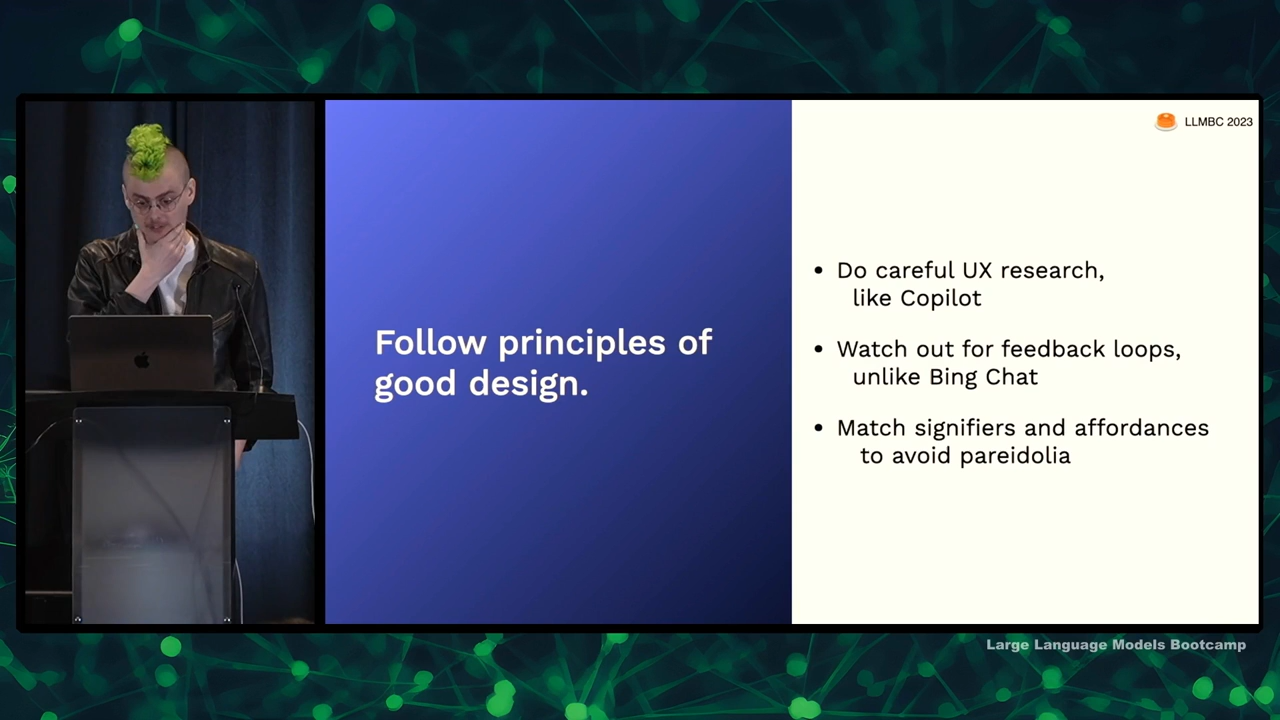 LLMBC 2023
Follow principles of
good design.
• Do careful UX research,
like Copilot
• Watch out for feedback loops,
unlike Bing Chat
• Match signifiers and affordances
to avoid pareidolia
Large Language Models Bootcamp